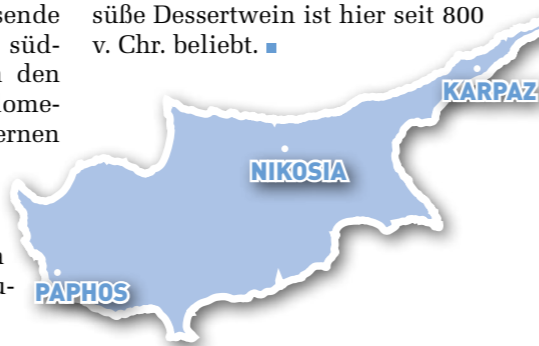 sende
süd-
den
ome-
ernen
u-
süße Dessertwein ist hier seit 800
v. Chr. beliebt.
KARPAZ
NIKOSIA
PAPHOS